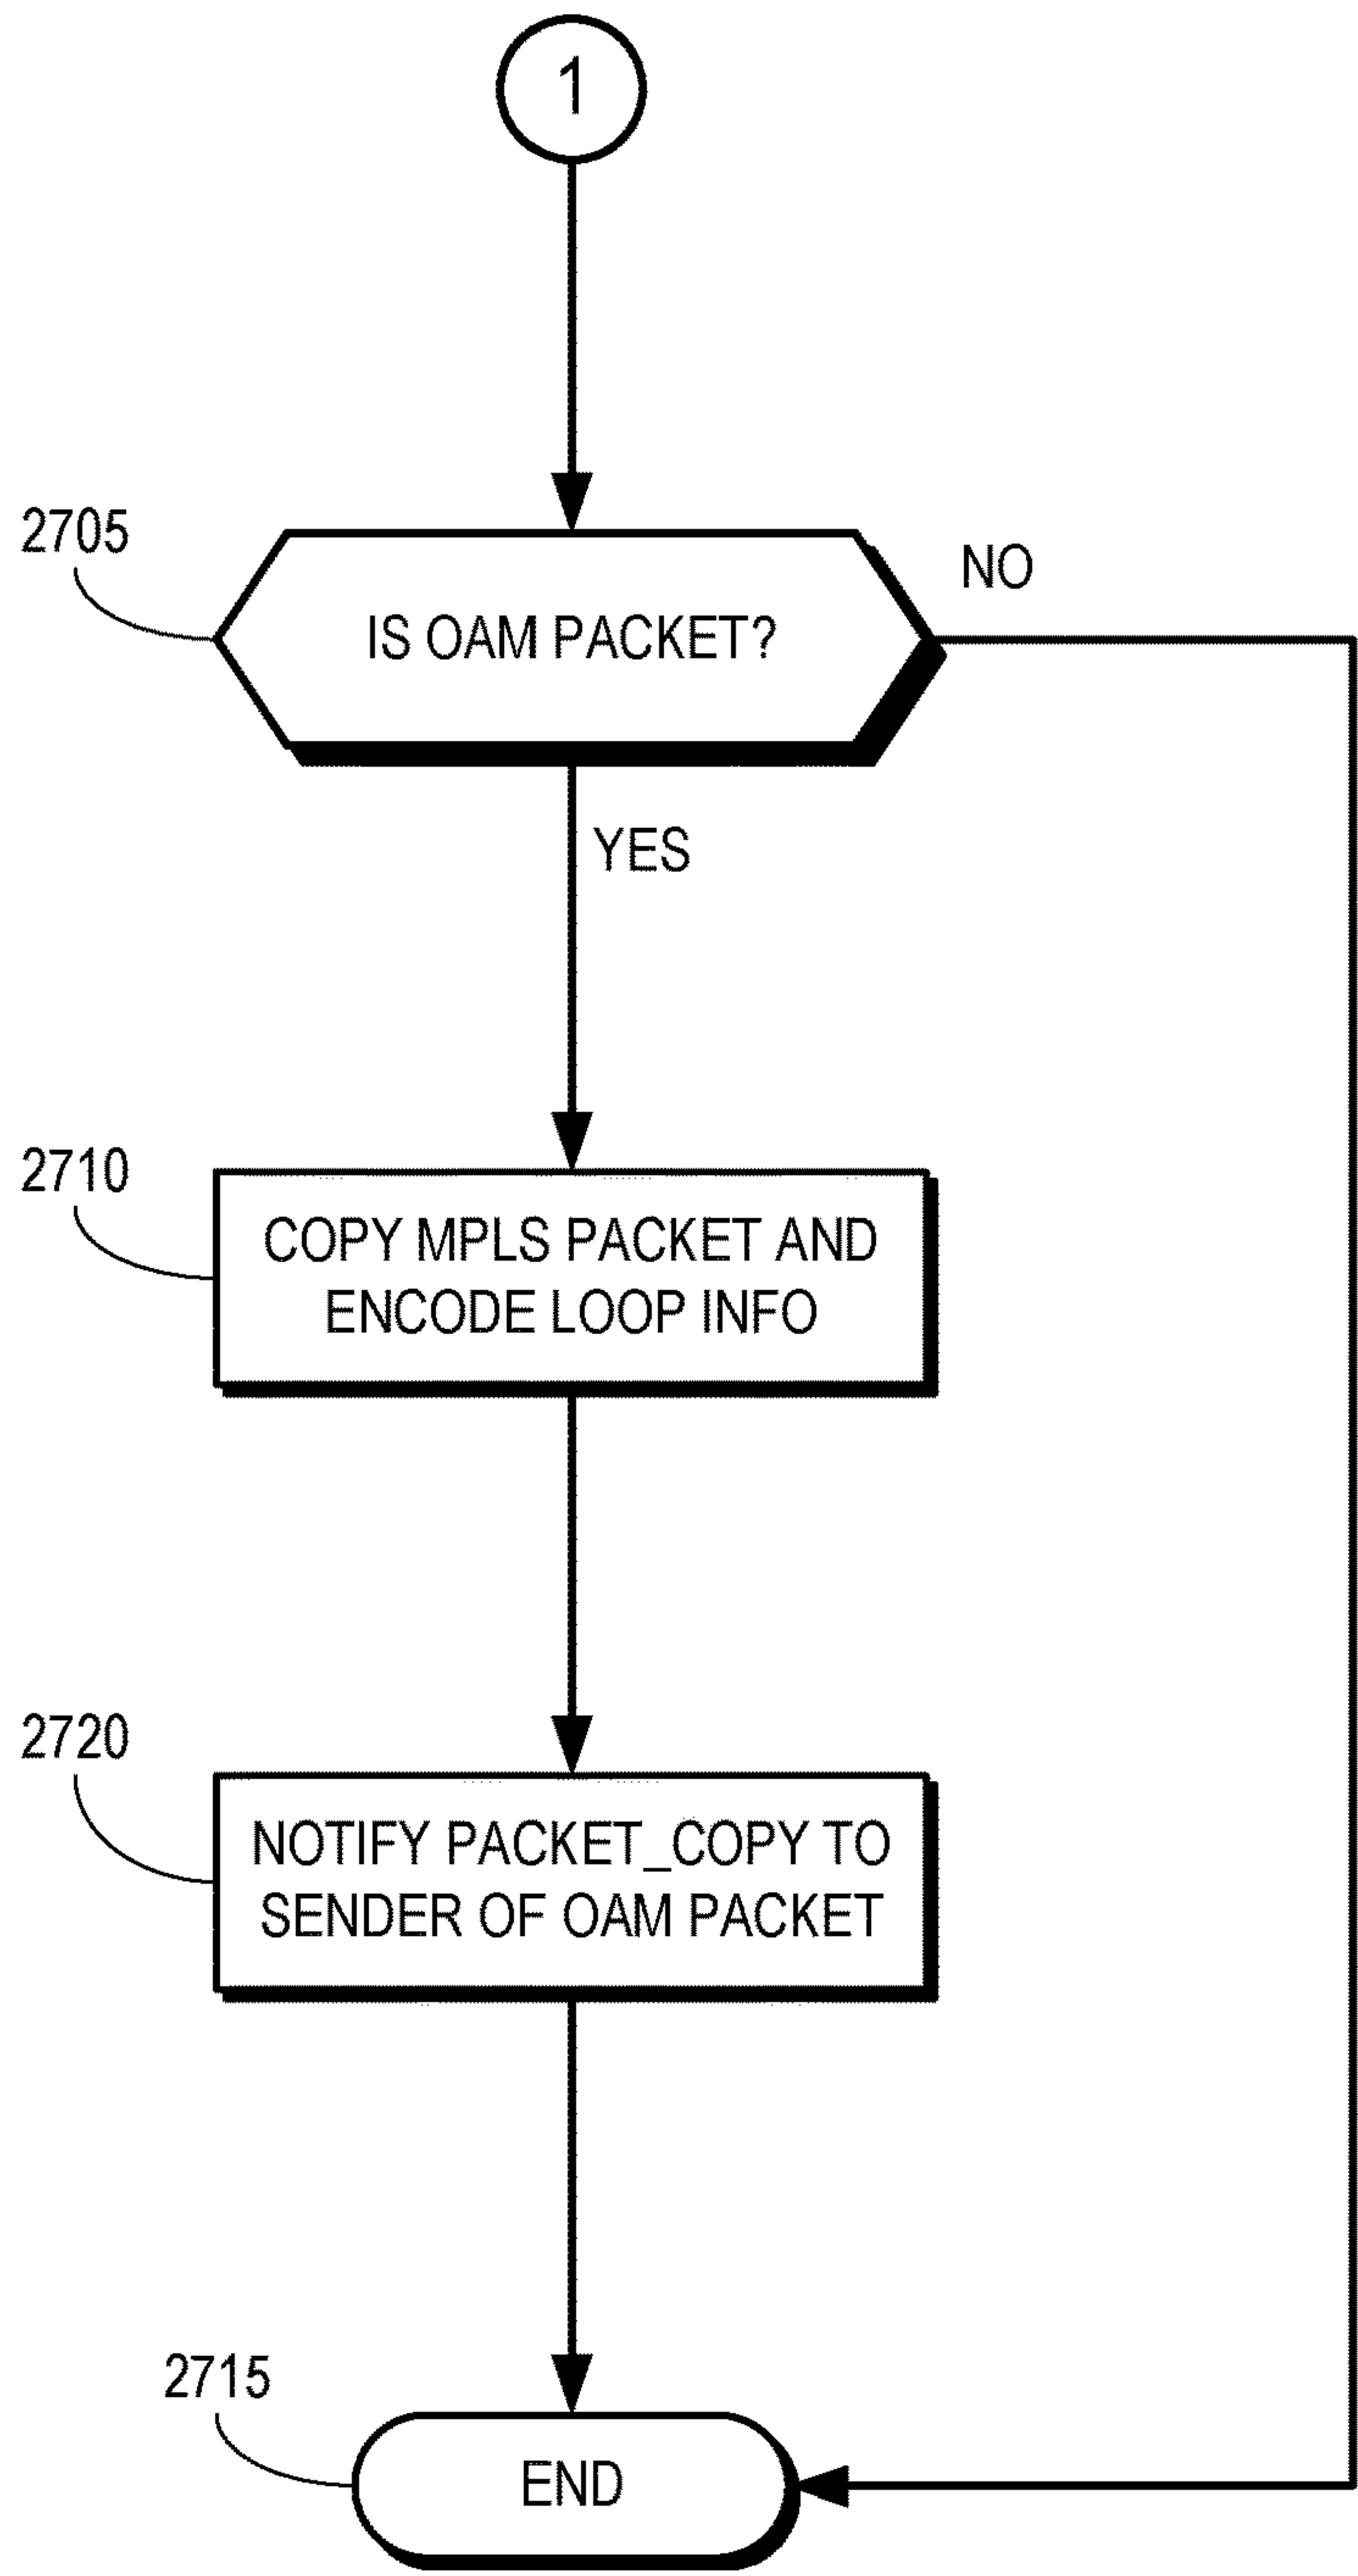 1
2705
IS OAM PACKET?
NO
YES
2710
COPY MPLS PACKET AND
ENCODE LOOP INFO
2720
NOTIFY PACKET_COPY TO
SENDER OF OAM PACKET
2715
END